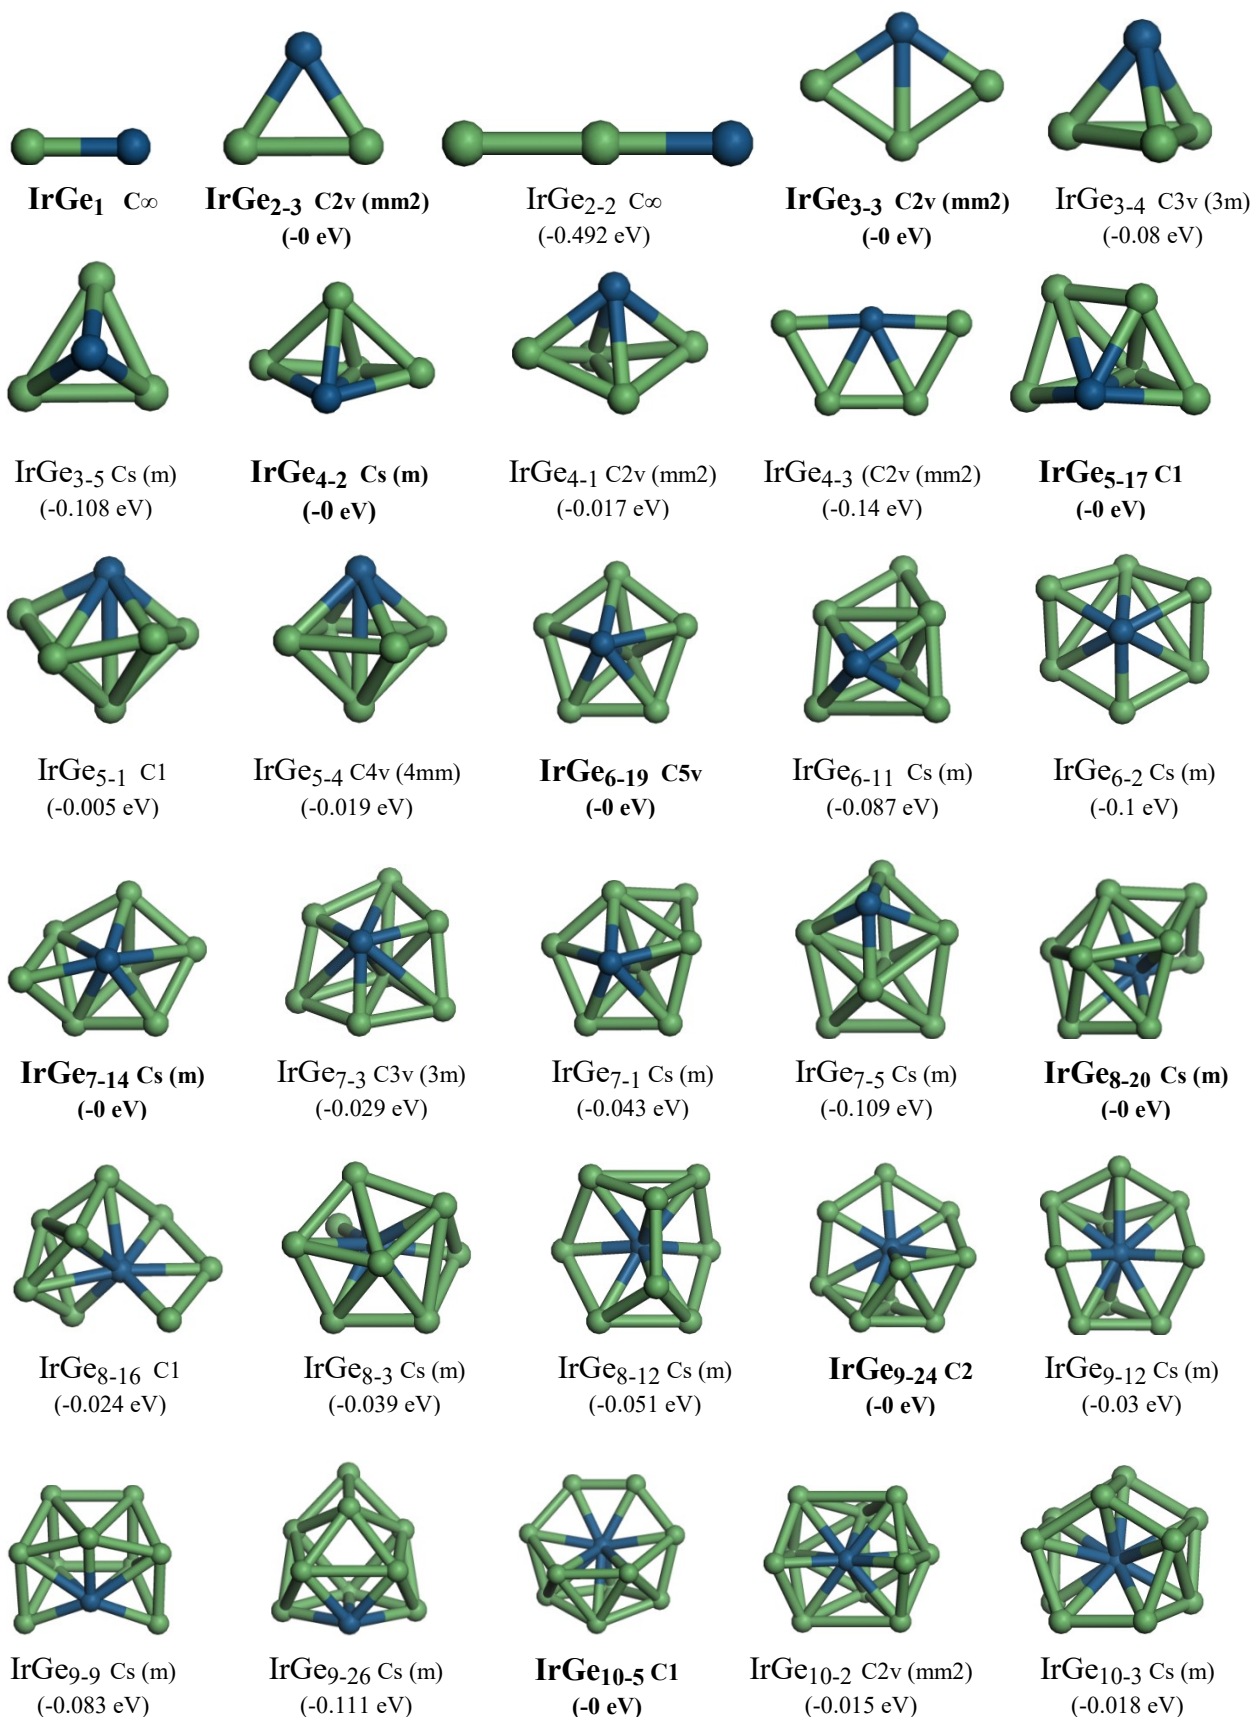 IrGe1 C∞
IrGe2-3 C2v (mm2)
(-0 eV)
IrGe2-2 C∞
(-0.492 eV)
IrGe3-3 C2v (mm2)
(-0 eV)
IrGe3-4 C3v (3m)
(-0.08 eV)
IrGe3-5 Cs (m)
(-0.108 eV)
IrGe4-2 Cs (m)
(-0 eV)
IrGe4-1 C2v (mm2)
(-0.017 eV)
IrGe4-3 (C2v (mm2)
(-0.14 eV)
IrGe5-17 C1
(-0 eV)
IrGe5-1 C1
(-0.005 eV)
IrGe5-4 C4v (4mm)
(-0.019 eV)
IrGe6-19 C5v
(-0 eV)
IrGe6-11 Cs (m)
(-0.087 eV)
IrGe6-2 Cs (m)
(-0.1 eV)
IrGe7-14 Cs (m)
(-0 eV)
IrGe7-3 C3v (3m)
(-0.029 eV)
IrGe7-1 Cs (m)
(-0.043 eV)
IrGe7-5 Cs (m)
(-0.109 eV)
IrGe8-20 Cs (m)
(-0 eV)
IrGe8-16 C1
(-0.024 eV)
IrGe8-3 Cs (m)
(-0.039 eV)
IrGe8-12 Cs (m)
(-0.051 eV)
IrGe9-24 C2
(-0 eV)
IrGe9-12 Cs (m)
(-0.03 eV)
IrGe9-9 Cs (m)
(-0.083 eV)
IrGe9-26 Cs (m)
(-0.111 eV)
IrGe10-5 C1
(-0 eV)
IrGe10-2 C2v (mm2)
(-0.015 eV)
IrGe10-3 Cs (m)
(-0.018 eV)